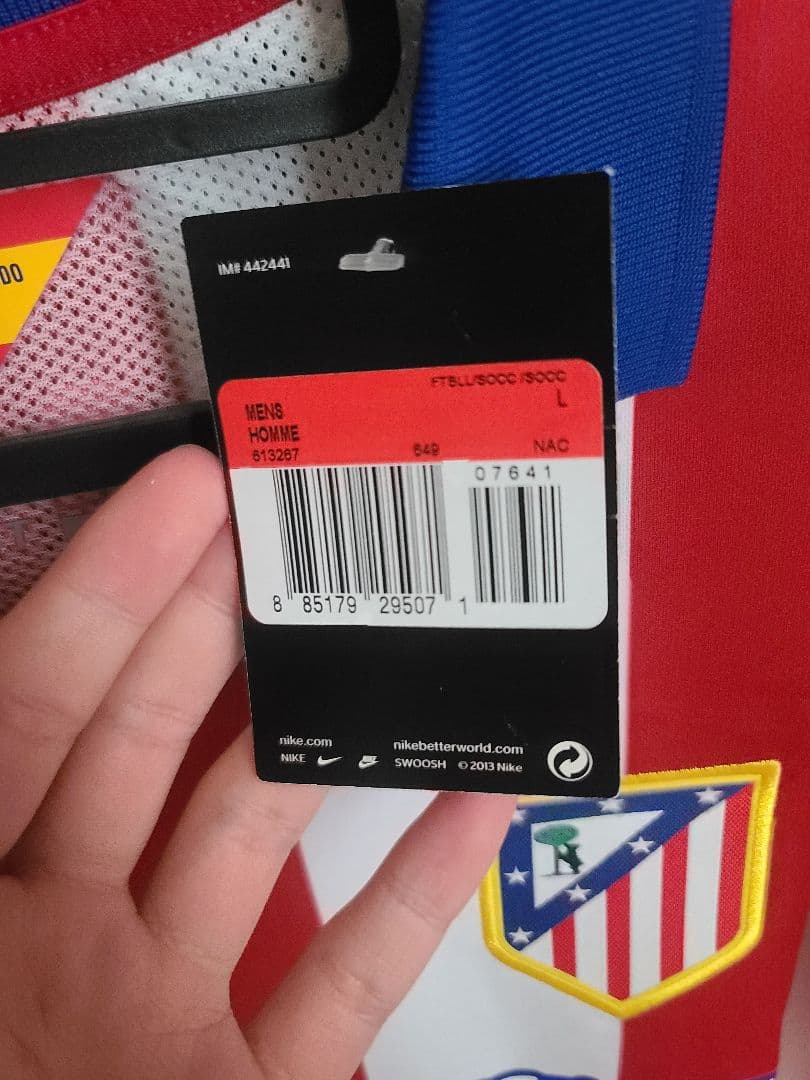 DO
IM# 442441
FTBLL/SOCC /SOCC
MENS L
HOMME
613267 649 NAC
07641
8 85179 29507 1
nike.com nikebetterworld.com
NIKE SWOOSH © 2013 Nike